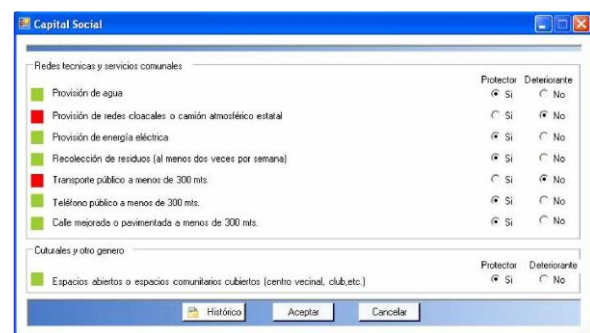 Capital Social
Redes tecnicas y servicios comunales
Protector Deteriorante
Provisión de agua Si No
Provisión de redes cloacales o camión atmosférico estatal Si No
Provisión de energía eléctrica Si No
Recolección de residuos (al menos dos veces por semana) Si No
Transporte público a menos de 300 mts. Si No
Teléfono público a menos de 300 mts. Si No
Calle mejorada o pavimentada a menos de 300 mts. Si No
Cuturales y otro genero
Protector Deteriorante
Espacios abiertos o espacios comunitarios cubiertos (centro vecinal, club,etc.) Si No
Histórico Aceptar Cancelar